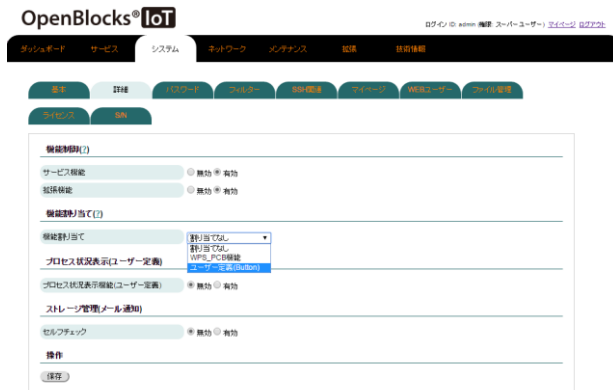 OpenBlocks® IoT
ログイン ID: admin 権限: スーパーユーザー) マイページ ログアウト
ダッシュボード サービス システム ネットワーク メンテナンス 拡張 技術情報
基本 詳細 パスワード フィルター SSH関連 マイページ WEBユーザー ファイル管理
ライセンス S/N
機能制御(?)
サービス機能 無効 有効
拡張機能 無効 有効
機能割り当て(?)
機能割り当て 割り当てなし
割り当てなし
WPS_PCB機能
プロセス状況表示(ユーザー定義) ユーザー定義(Button)
プロセス状況表示機能(ユーザー定義) 無効 有効
ストレージ管理(メール通知)
セルフチェック 無効 有効
操作
保存